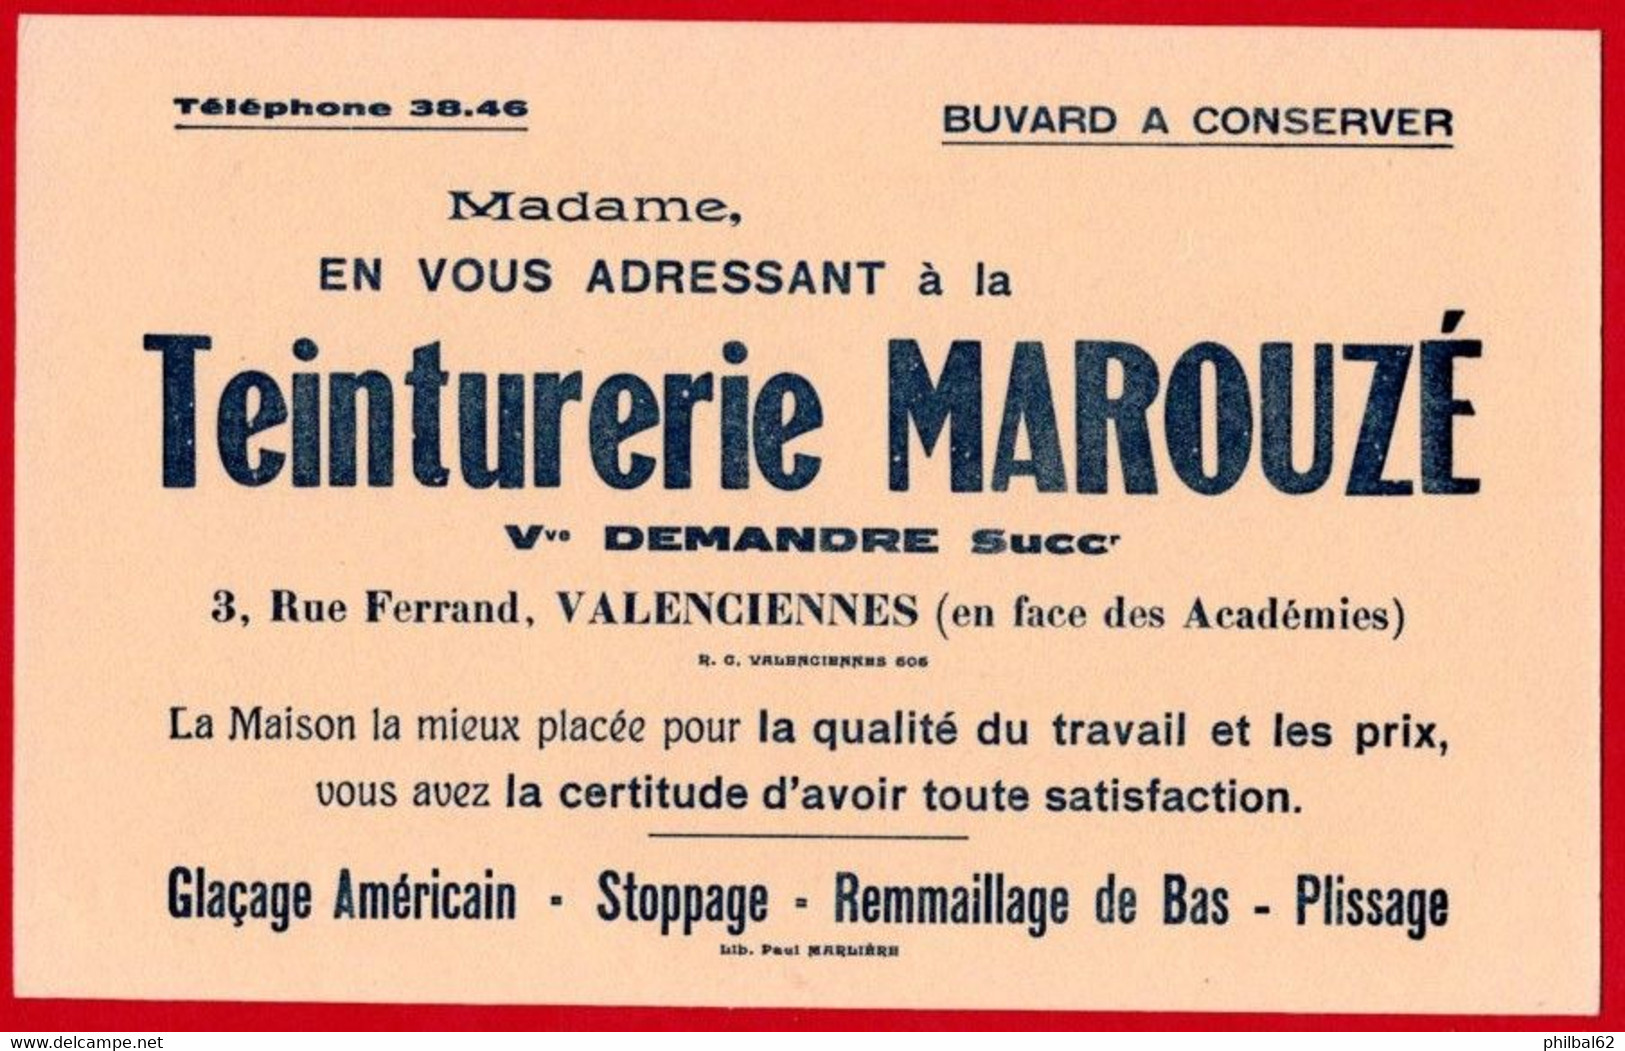 Téléphone 38.46
BUVARD A CONSERVER
Madame,
EN VOUS ADRESSANT à la
Teinturerie MAROUZÉ
Vve DEMANDRE Succr
3, Rue Ferrand, VALENCIENNES (en face des Académies)
R. C. VALENCIENNES 606
La Maison la mieux placée pour la qualité du travail et les prix,
vous avez la certitude d'avoir toute satisfaction.
Glaçage Américain - Stoppage - Remmaillage de Bas - Plissage
Lib. Paul MARLIÈRE
delcampe.net
philbal62